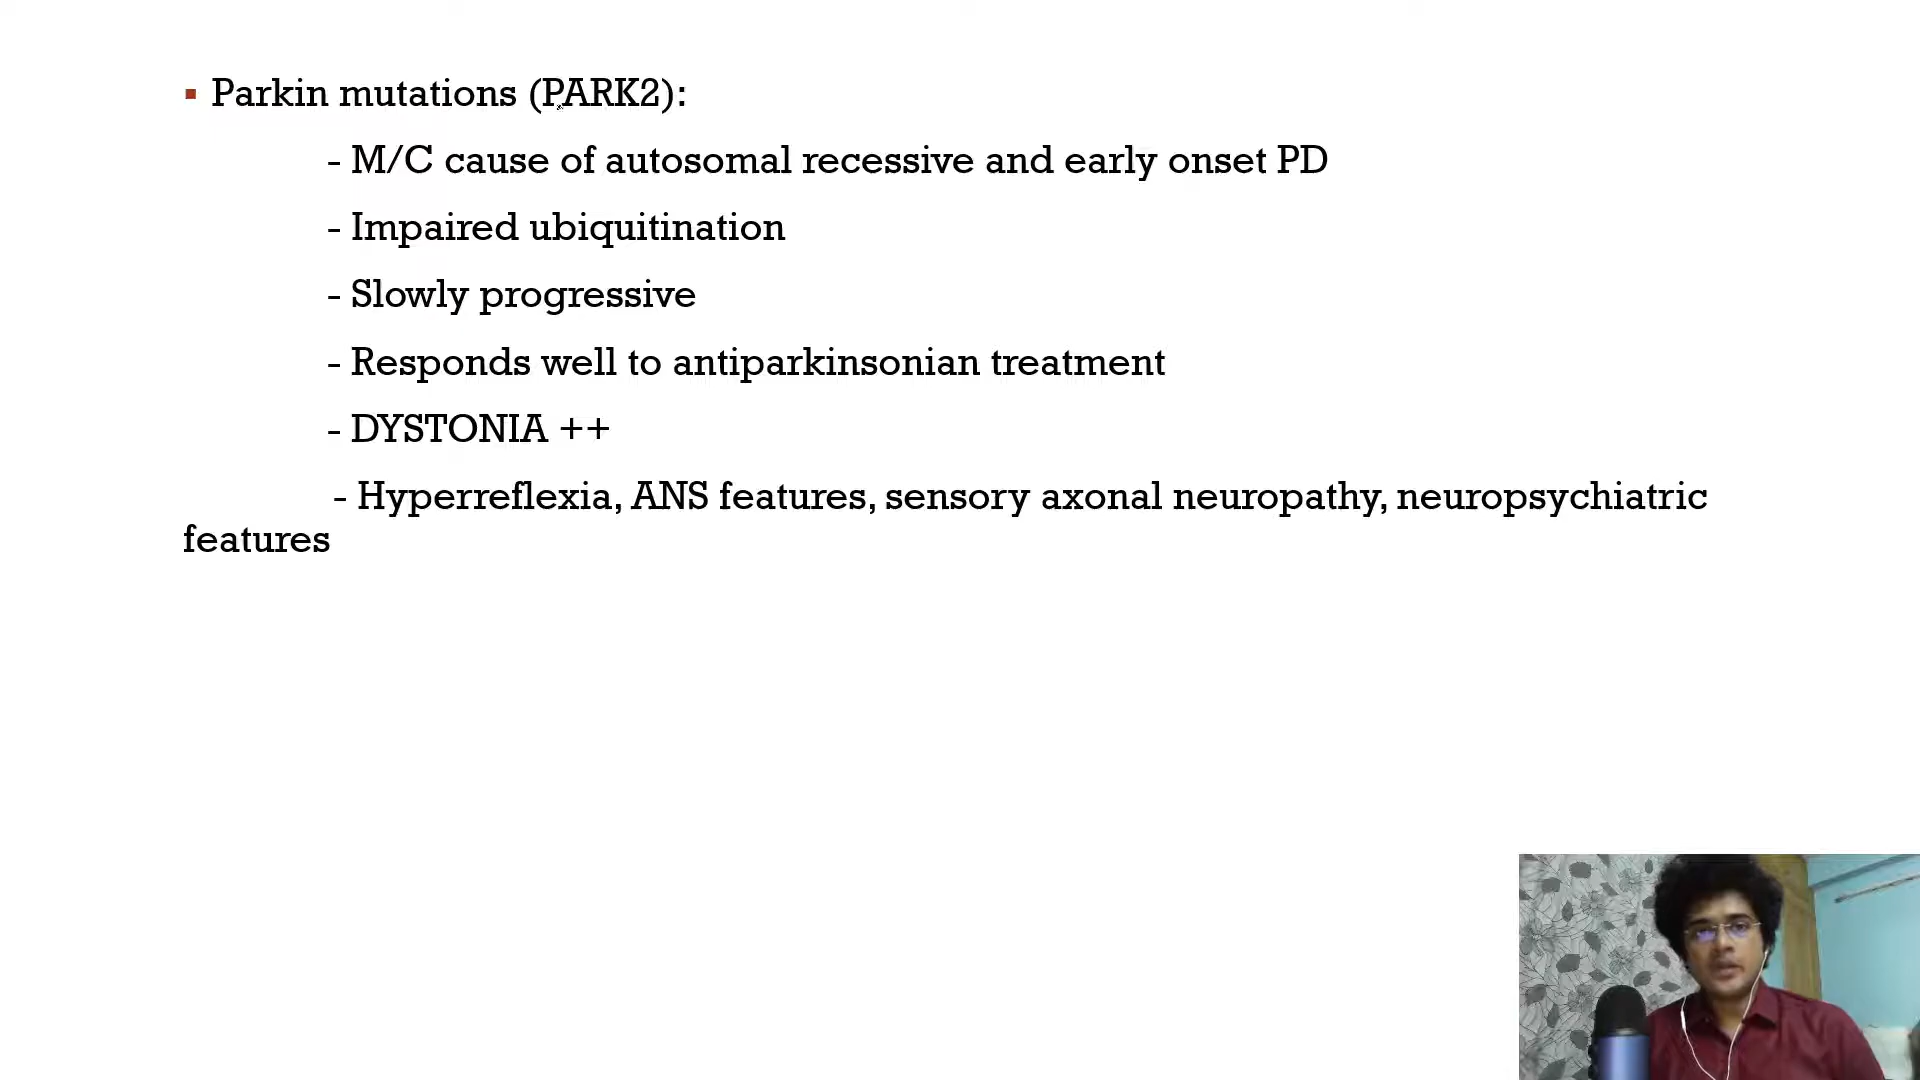 Parkin mutations (PARK2):
- M/C cause of autosomal recessive and early onset PD
- Impaired ubiquitination
- Slowly progressive
- Responds well to antiparkinsonian treatment
- DYSTONIA ++
- Hyperreflexia, ANS features, sensory axonal neuropathy, neuropsychiatric
features